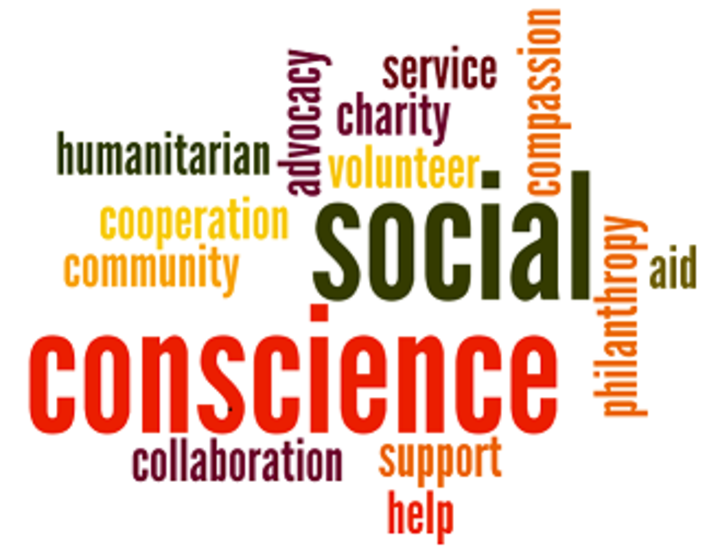 compassion
service
advocacy
charity
humanitarian
volunteer
social
cooperation
community
philanthropy
aid
conscience
collaboration
support
help